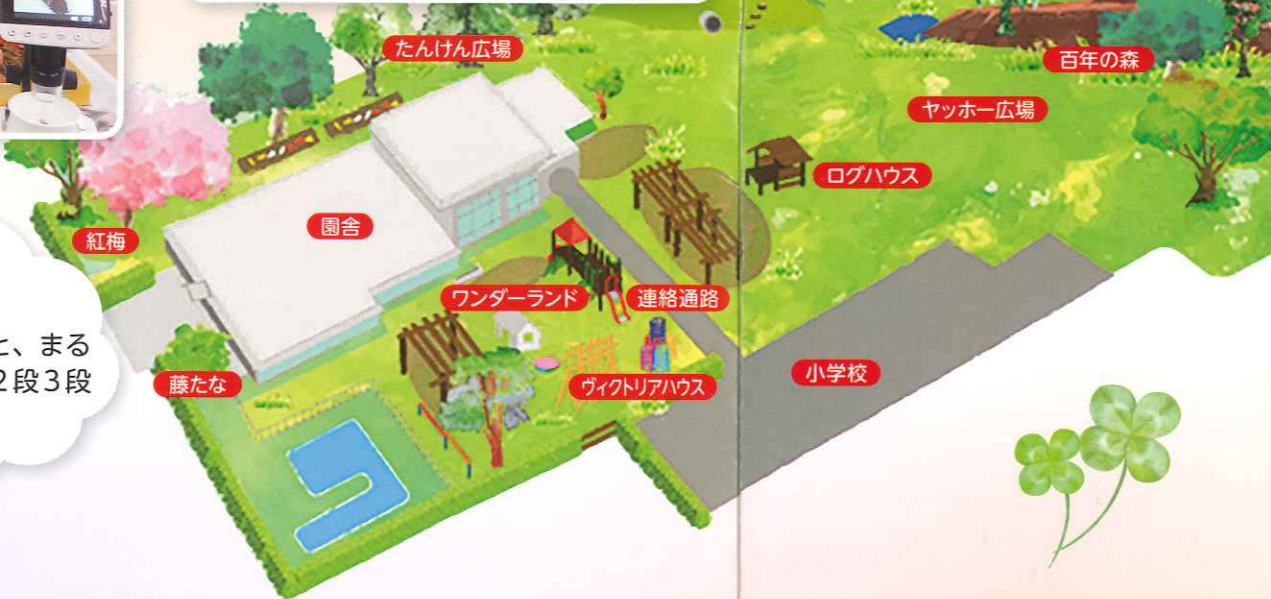 たんけん広場
百年の森
ヤッホー広場
ログハウス
紅梅
園舎
ワンダーランド
連絡通路
と、まる
2段3段
藤たな
ヴィクトリアハウス
小学校